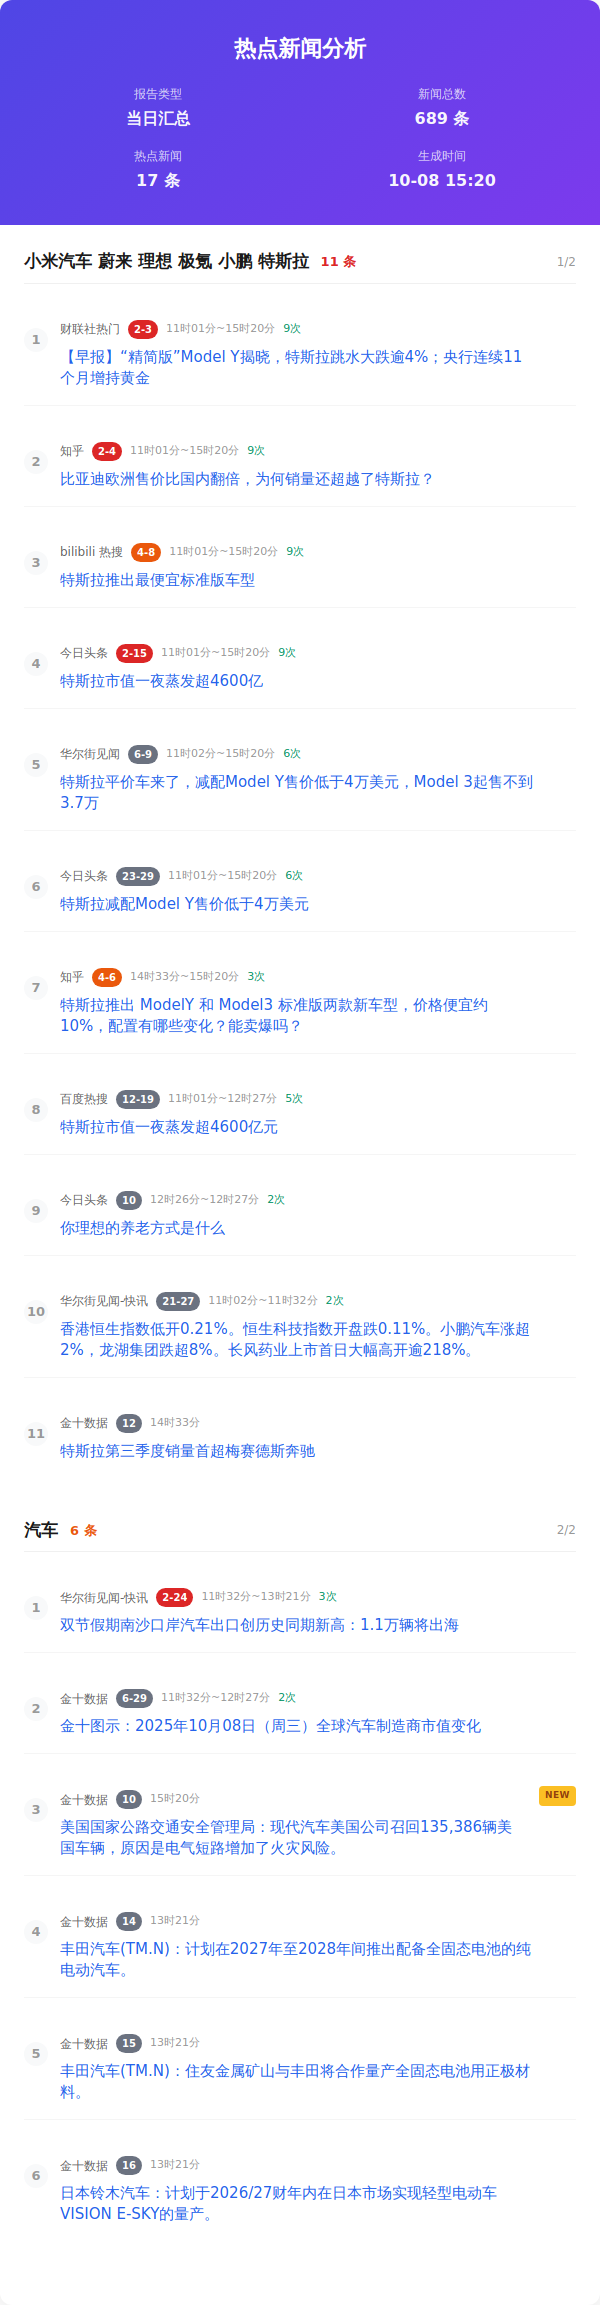 热点新闻分析
报告类型
新闻总数
当日汇总
689 条
热点新闻
生成时间
17 条
10-08 15:20
小米汽车 蔚来 理想 极氪 小鹏 特斯拉 11 条 1/2
1 财联社热门 2-3 11时01分~15时20分 9次
【早报】“精简版”Model Y揭晓，特斯拉跳水大跌逾4%；央行连续11
个月增持黄金
2 知乎 2-4 11时01分~15时20分 9次
比亚迪欧洲售价比国内翻倍，为何销量还超越了特斯拉？
3 bilibili 热搜 4-8 11时01分~15时20分 9次
特斯拉推出最便宜标准版车型
4 今日头条 2-15 11时01分~15时20分 9次
特斯拉市值一夜蒸发超4600亿
5 华尔街见闻 6-9 11时02分~15时20分 6次
特斯拉平价车来了，减配Model Y售价低于4万美元，Model 3起售不到
3.7万
6 今日头条 23-29 11时01分~15时20分 6次
特斯拉减配Model Y售价低于4万美元
7 知乎 4-6 14时33分~15时20分 3次
特斯拉推出 ModelY 和 Model3 标准版两款新车型，价格便宜约
10%，配置有哪些变化？能卖爆吗？
8 百度热搜 12-19 11时01分~12时27分 5次
特斯拉市值一夜蒸发超4600亿元
9 今日头条 10 12时26分~12时27分 2次
你理想的养老方式是什么
10 华尔街见闻-快讯 21-27 11时02分~11时32分 2次
香港恒生指数低开0.21%。恒生科技指数开盘跌0.11%。小鹏汽车涨超
2%，龙湖集团跌超8%。长风药业上市首日大幅高开逾218%。
11 金十数据 12 14时33分
特斯拉第三季度销量首超梅赛德斯奔驰
汽车 6 条 2/2
1 华尔街见闻-快讯 2-24 11时32分~13时21分 3次
双节假期南沙口岸汽车出口创历史同期新高：1.1万辆将出海
2 金十数据 6-29 11时32分~12时27分 2次
金十图示：2025年10月08日（周三）全球汽车制造商市值变化
3 金十数据 10 15时20分 NEW
美国国家公路交通安全管理局：现代汽车美国公司召回135,386辆美
国车辆，原因是电气短路增加了火灾风险。
4 金十数据 14 13时21分
丰田汽车(TM.N)：计划在2027年至2028年间推出配备全固态电池的纯
电动汽车。
5 金十数据 15 13时21分
丰田汽车(TM.N)：住友金属矿山与丰田将合作量产全固态电池用正极材
料。
6 金十数据 16 13时21分
日本铃木汽车：计划于2026/27财年内在日本市场实现轻型电动车
VISION E-SKY的量产。